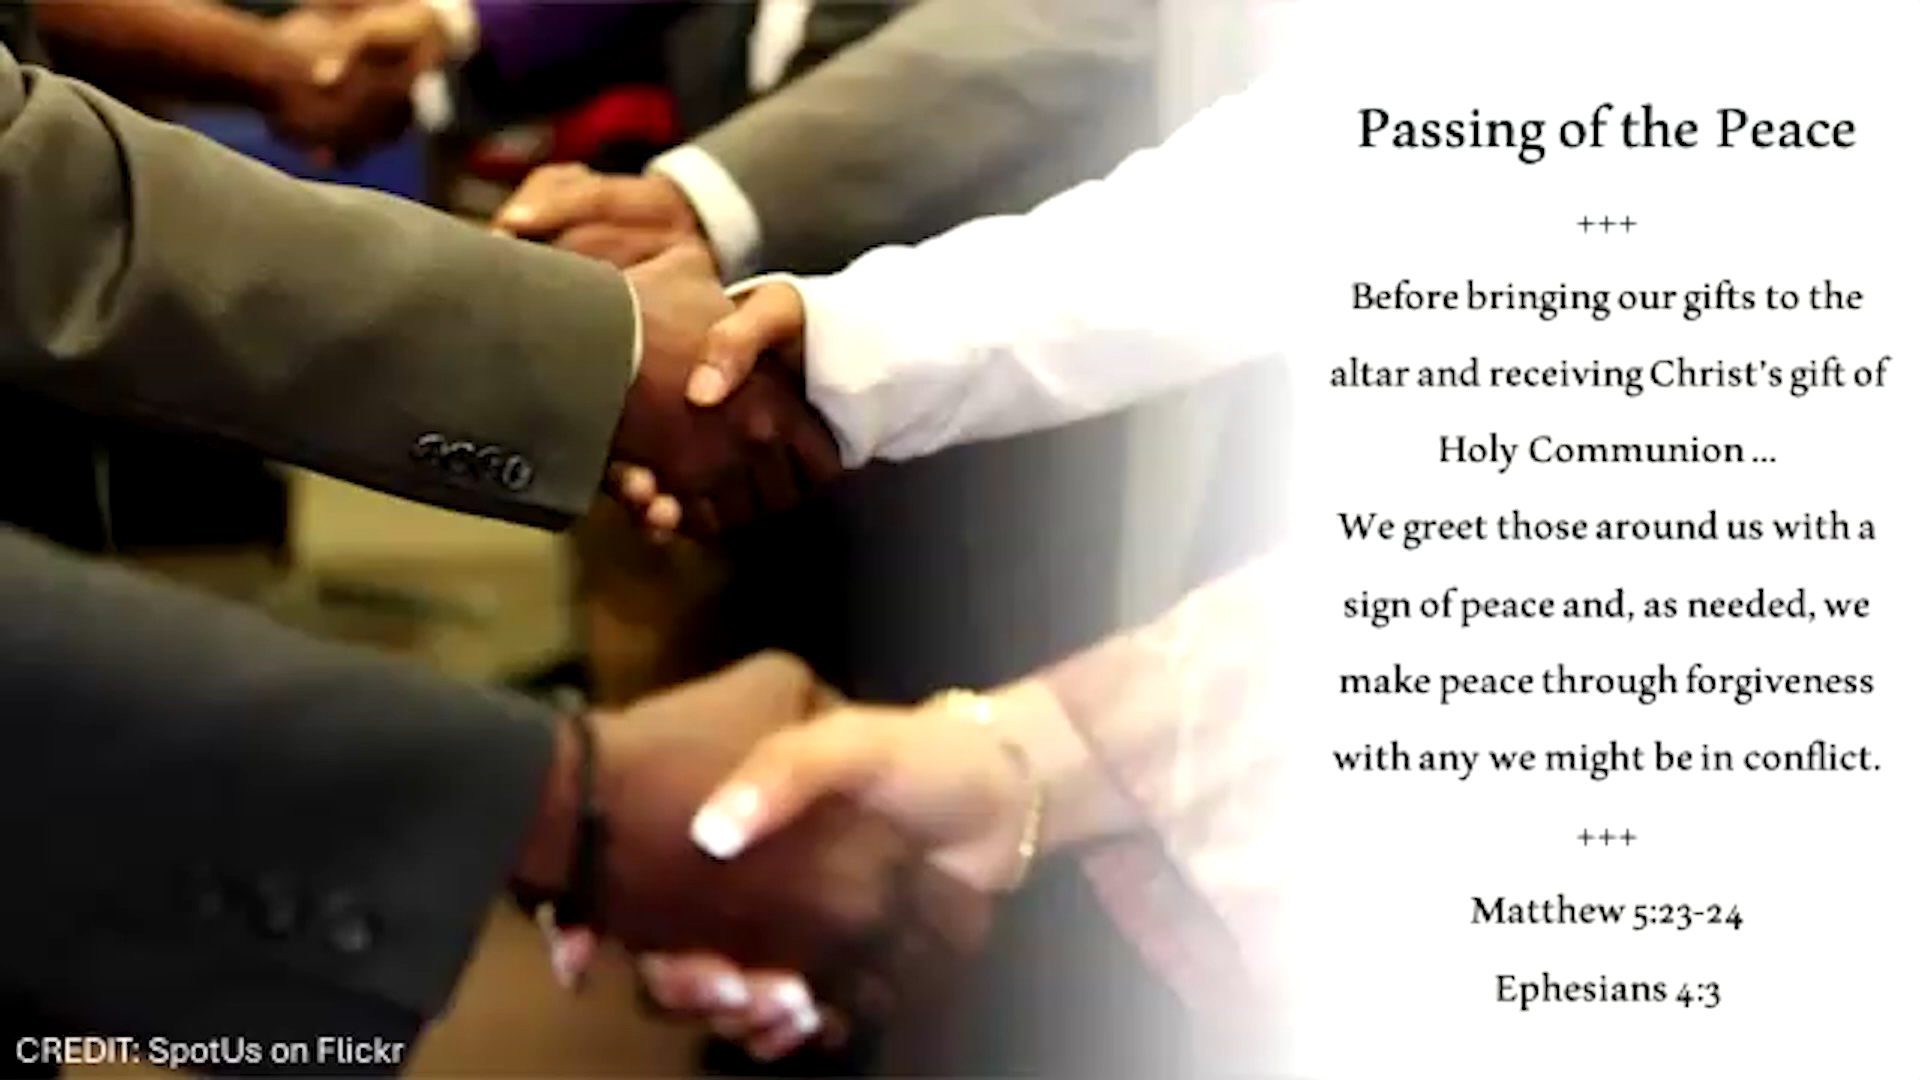 Passing of the Peace
+++
Before bringing our gifts to the
altar and receiving Christ's gift of
Holy Communion ...
We greet those around us with a
sign of peace and, as needed, we
make peace through forgiveness
with any we might be in conflict.
+++
Matthew 5:23-24
Ephesians 4:3
CREDIT: SpotUs on Flickr